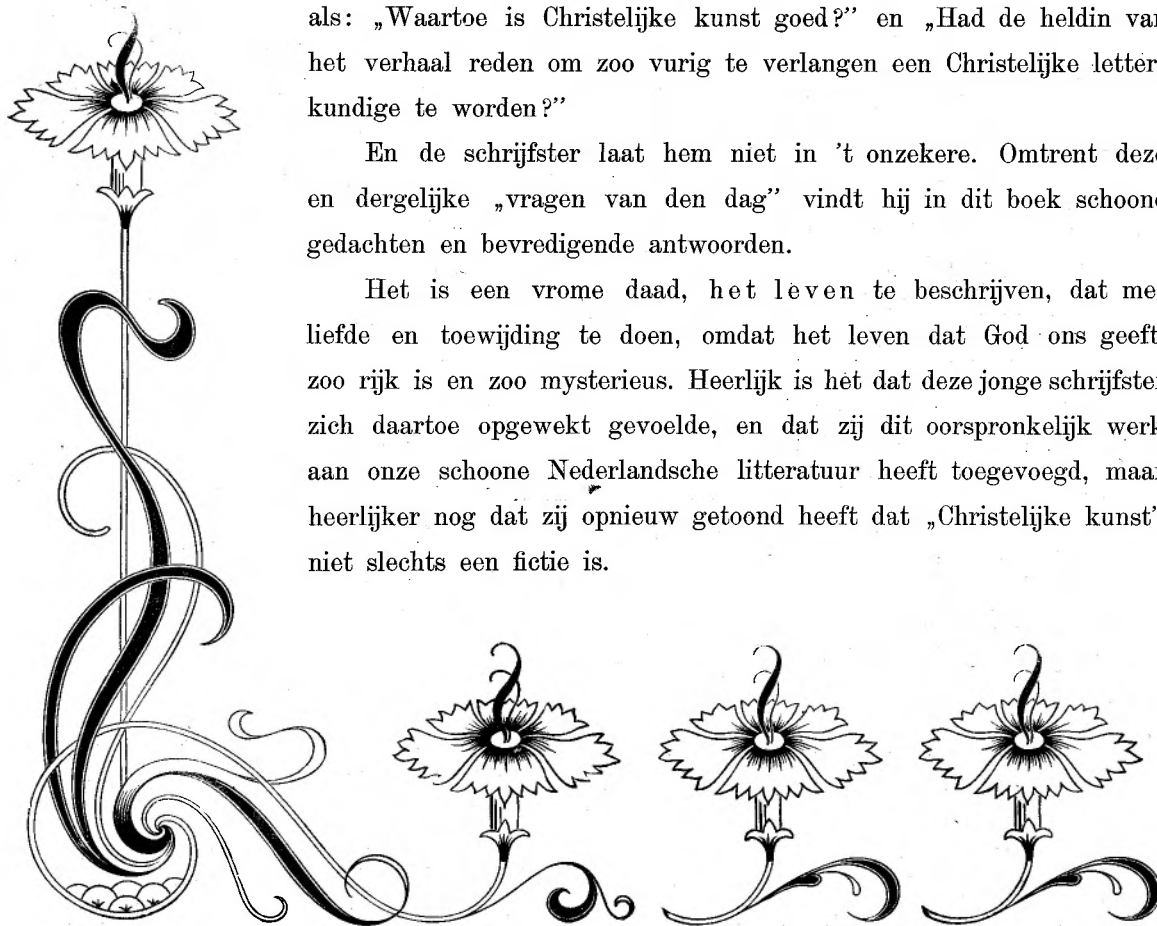 als: „Waartoe is Christelijke kunst goed?” en „Had de heldin van
het verhaal reden om zoo vurig te verlangen een Christelijke letter
kundige te worden?”
En de schrijfster laat hem niet in 't onzekere. Omtrent deze
en dergelijke „vragen van den dag” vindt hij in dit boek schoone
gedachten en bevredigende antwoorden.
Het is een vrome daad, het leven te beschrijven, dat me
liefde en toewijding te doen, omdat het leven dat God ons geeft
zoo rijk is en zoo mysterieus. Heerlijk is het dat deze jonge schrijfster
zich daartoe opgewekt gevoelde, en dat zij dit oorspronkelijk werk
aan onze schoone Nederlandsche litteratuur heeft toegevoegd, maar
heerlijker nog dat zij opnieuw getoond heeft dat „Christelijke kunst”
niet slechts een fictie is.